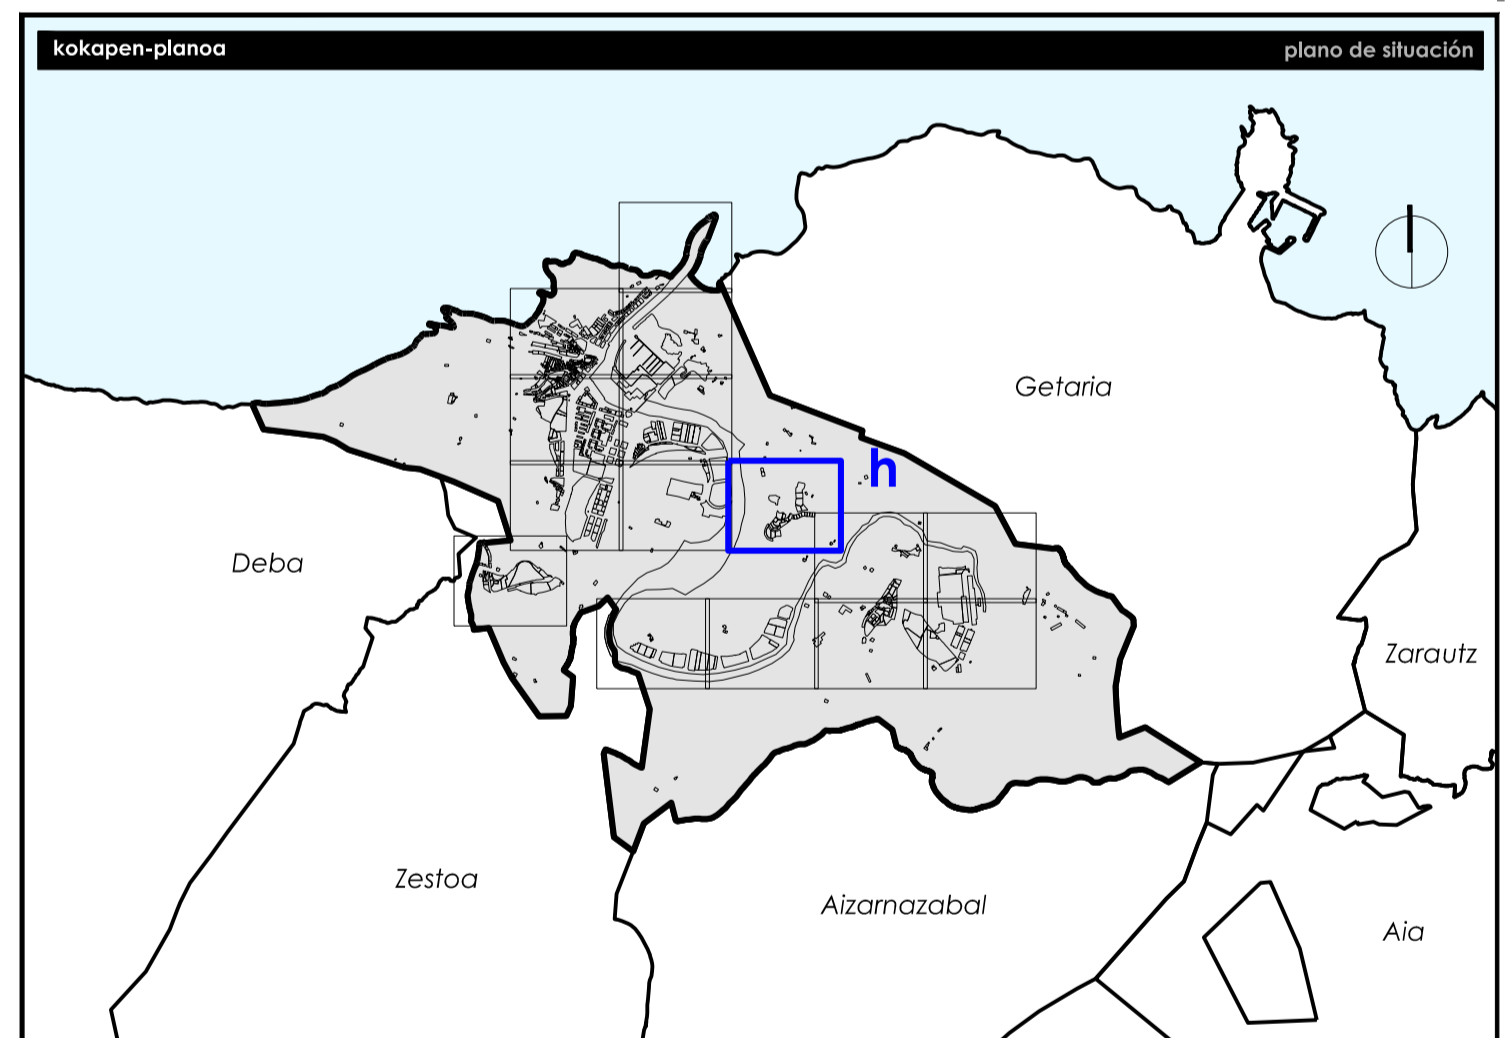 kokapen-planoa
plano de situación
Getaria
h
Deba
Zarautz
Zestoa
Aizarnazabal
Aia